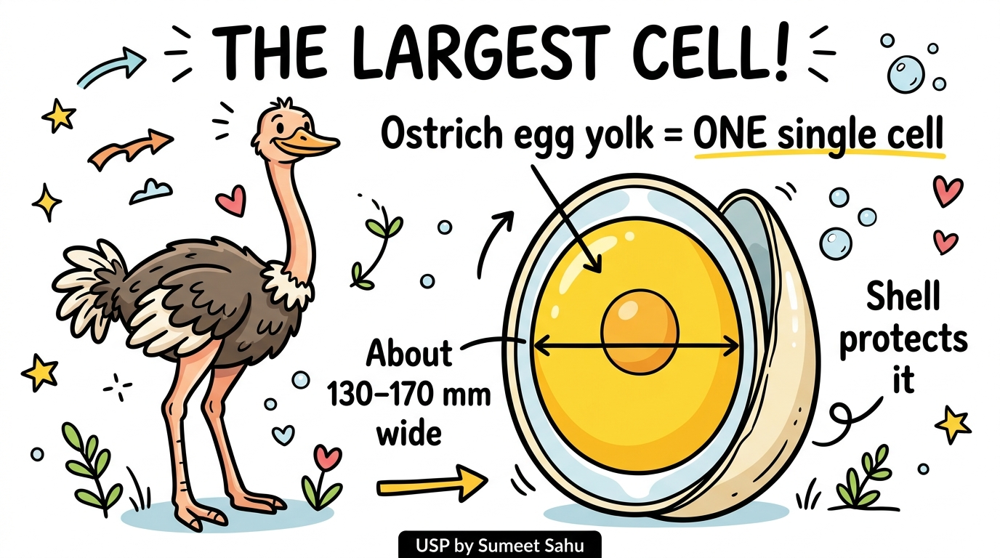 THE LARGEST CELL!
Ostrich egg yolk = ONE single cell
About
130–170 mm
wide
Shell
protects
it
USP by Sumeet Sahu